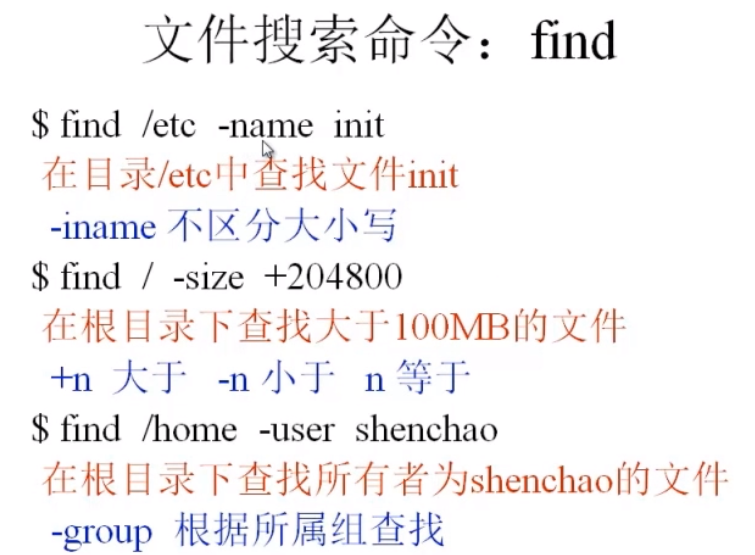 文件搜索命令：find
$ find /etc -name init
在目录/etc中查找文件init
-iname 不区分大小写
$ find / -size +204800
在根目录下查找大于100MB的文件
+n 大于 -n 小于 n 等于
$ find /home -user shenchao
在根目录下查找所有者为shenchao的文件
-group 根据所属组查找